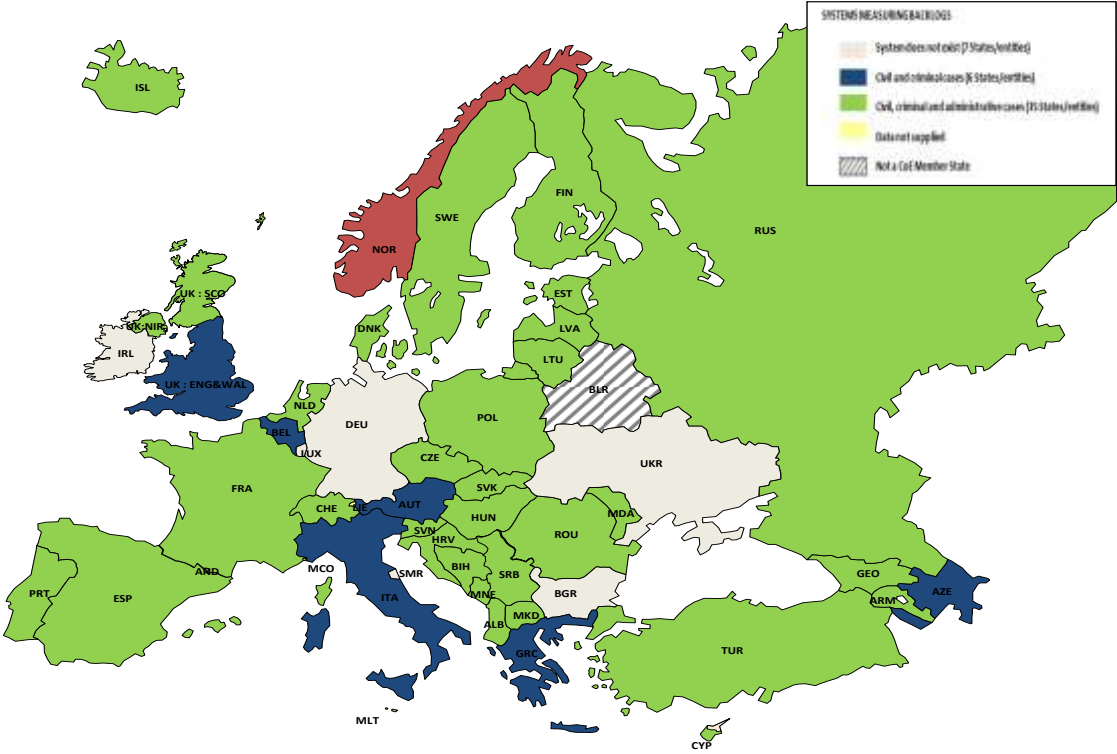 SYSTEMS MEASURING BACKLOGS
System does not exist (7 States/entities)
Civil and criminal cases (6 States/entities)
Civil, criminal and administrative cases (35 States/entities)
Data not supplied
Not a CoE Member State
ISL
FIN
SWE
RUS
NOR
UK : SCO
EST
UK:NIR
DNK
LVA
IRL
LTU
UK : ENG&WAL
BLR
NLD
POL
DEU
BEL
LUX
CZE
UKR
FRA
SVK
CHE
LIE
AUT
HUN
MDA
SVN
ROU
HRV
BIH
AND
MCO
SMR
SRB
GEO
PRT
ESP
ITA
MNE
BGR
AZE
ARM
MKD
ALB
GRC
TUR
MLT
CYP